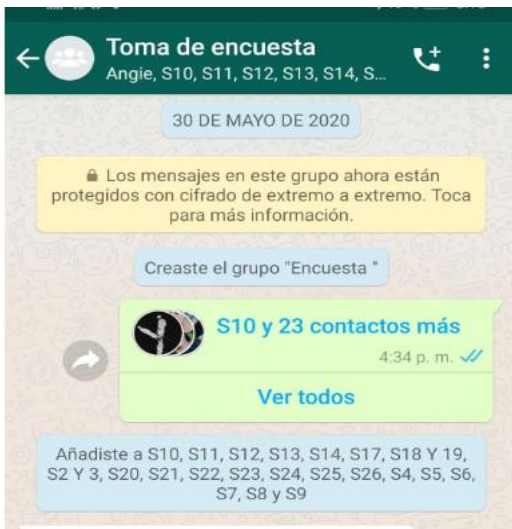 Toma de encuesta
Angie, S10, S11, S12, S13, S14, S...
30 DE MAYO DE 2020
Los mensajes en este grupo ahora están
protegidos con cifrado de extremo a extremo. Toca
para más información.
Creaste el grupo "Encuesta "
S10 y 23 contactos más
4:34 p. m.
Ver todos
Añadiste a S10, S11, S12, S13, S14, S17, S18 Y 19,
S2 Y 3, S20, S21, S22, S23, S24, S25, S26, S4, S5, S6,
S7, S8 y S9